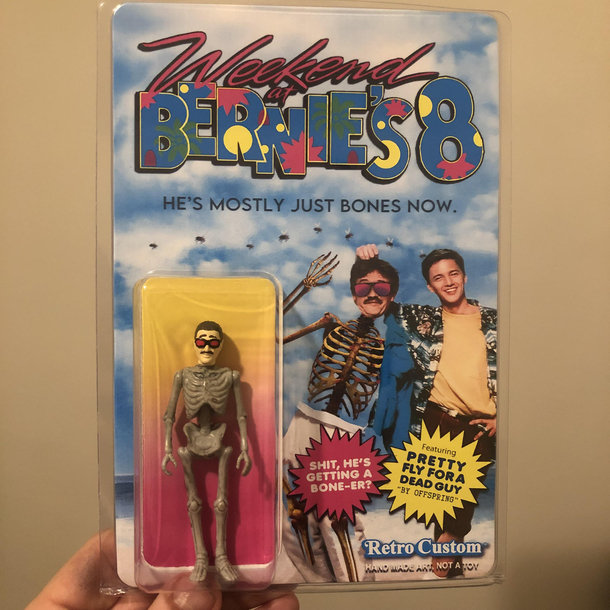 Weekend
at
BERNIE'S 8
HE'S MOSTLY JUST BONES NOW.
SHIT, HE'S
GETTING A
BONE-ER?
Featuring
PRETTY
FLY FOR A
DEAD GUY
"BY OFFSPRING"
Retro Custom
HAND MADE ART, NOT A TOY